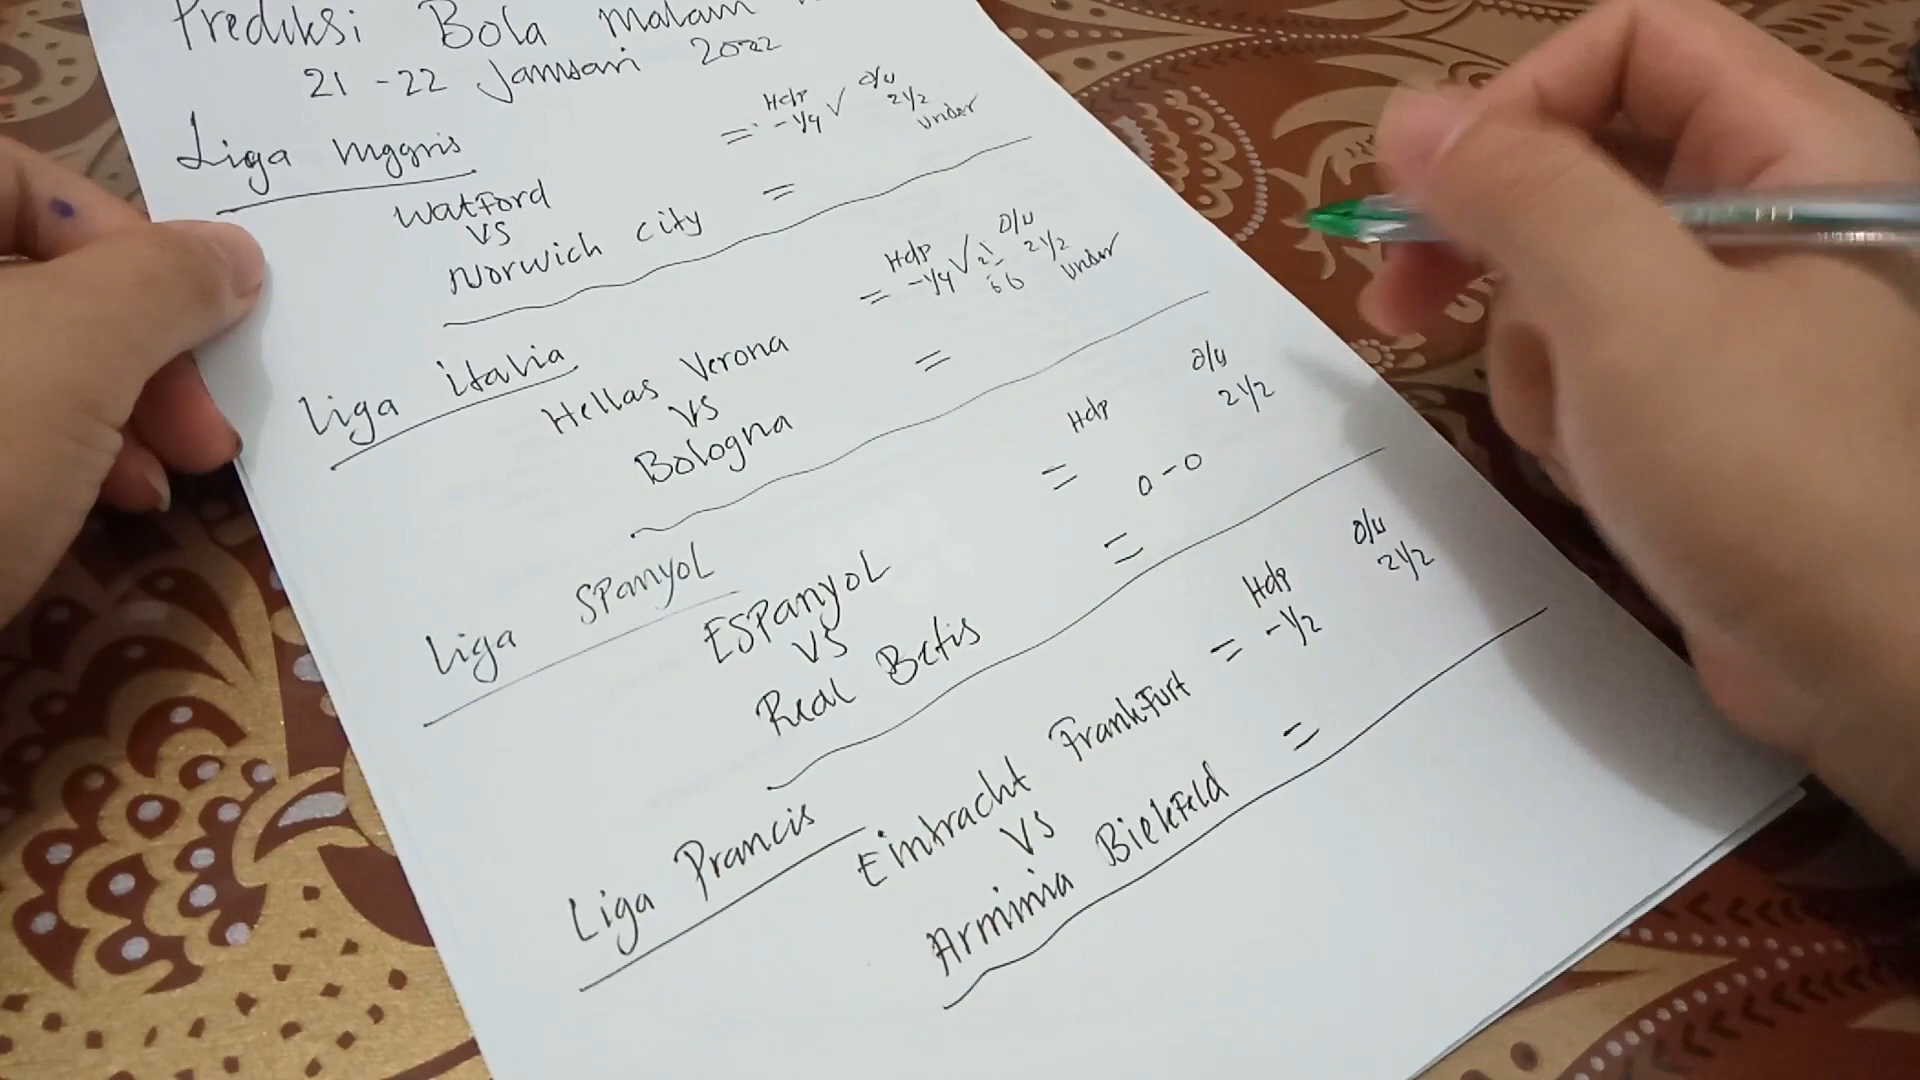 Prediksi Bola Malam
21 - 22 Januari 2022
Liga Inggris
Hdp O/U
= -1/4 √ 2 1/2
Under
Watford
VS
Norwich City =
Hdp O/U
= -1/4 √ 2 1/2
Under
Liga italia
Hellas Verona
VS =
Bologna
Hdp O/U
2 1/2
= 0 - 0
Liga SPanyol
ESPanyol =
VS
Real Betis
Hdp O/U
2 1/2
Liga Prancis
Eintracht Frankfurt = -1/2
VS
Arminia Bielefeld =